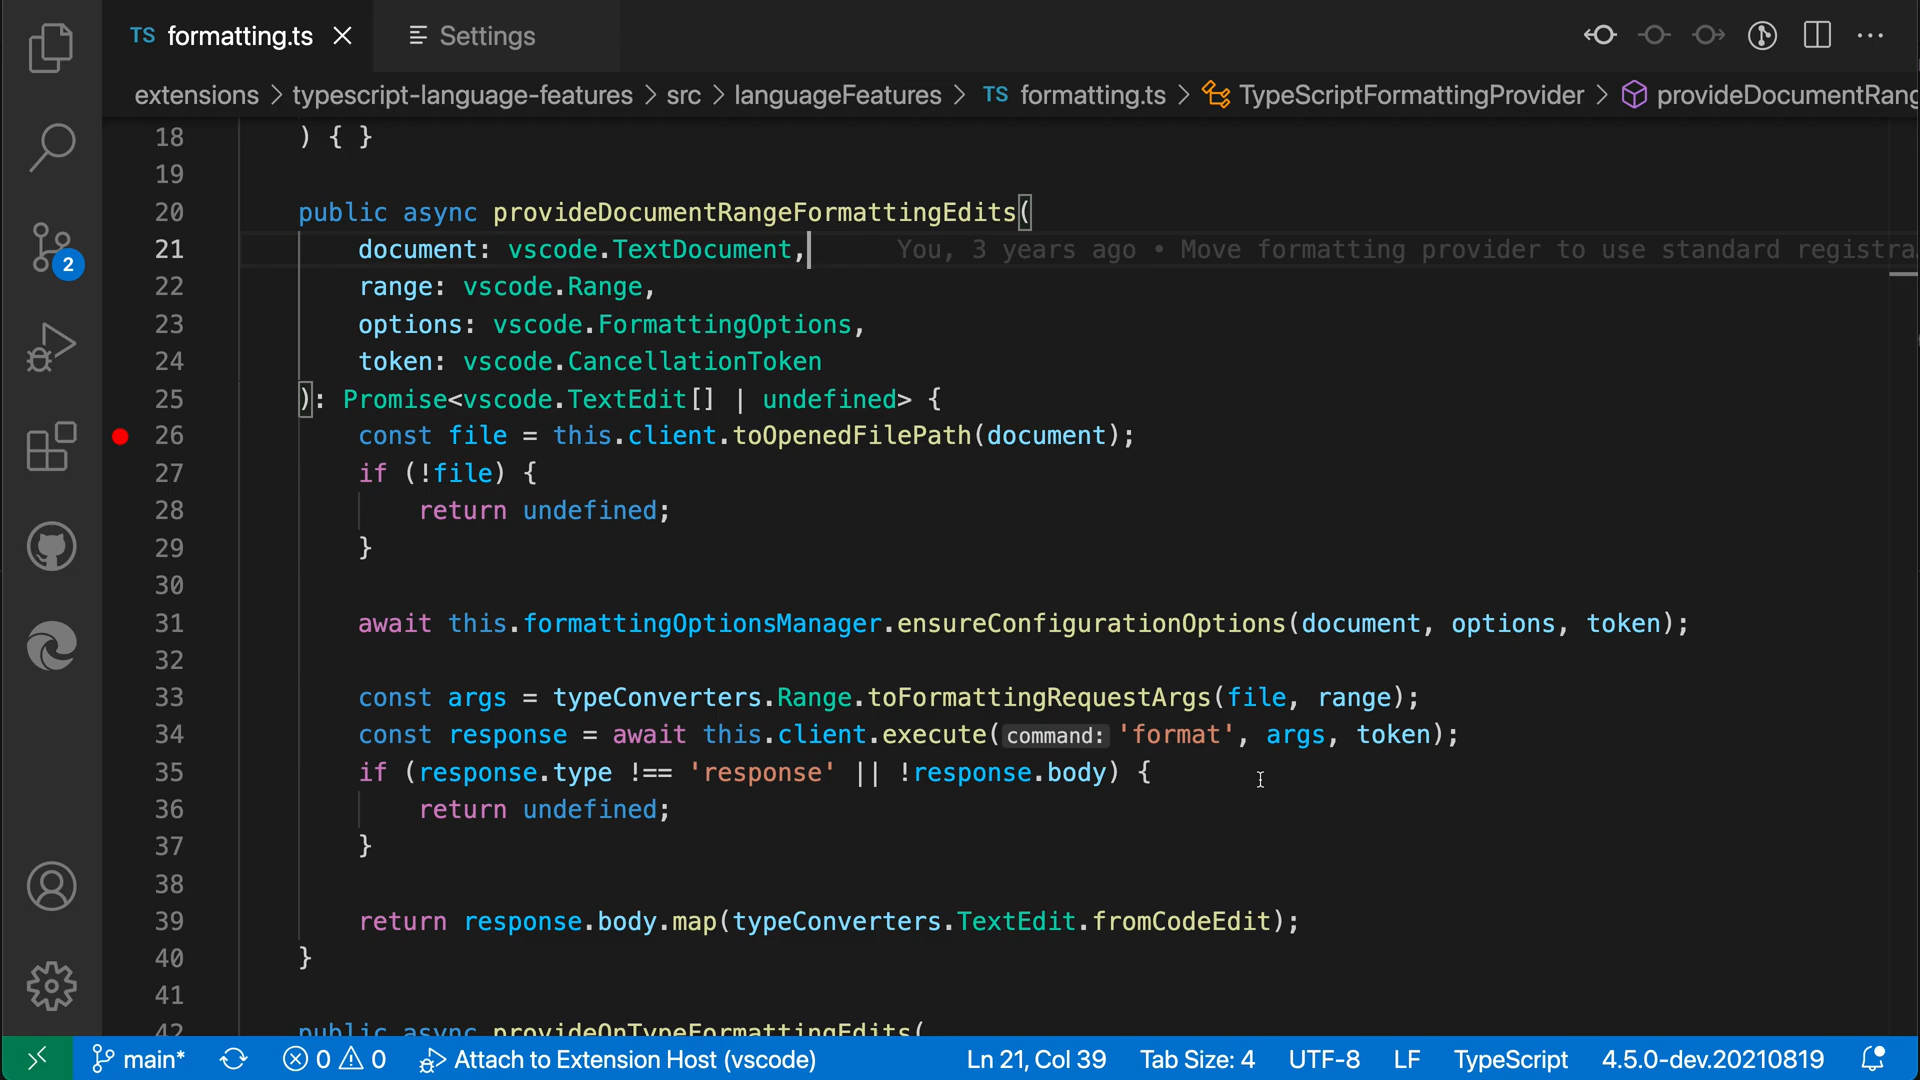 TS formatting.ts
Settings
extensions > typescript-language-features > src > languageFeatures > TS formatting.ts > TypeScriptFormattingProvider > provideDocumentRang
18 ) { }
19
20 public async provideDocumentRangeFormattingEdits(
21 document: vscode.TextDocument, You, 3 years ago • Move formatting provider to use standard registra
22 range: vscode.Range,
23 options: vscode.FormattingOptions,
24 token: vscode.CancellationToken
25 ): Promise<vscode.TextEdit[] | undefined> {
26 const file = this.client.toOpenedFilePath(document);
27 if (!file) {
28 return undefined;
29 }
30
31 await this.formattingOptionsManager.ensureConfigurationOptions(document, options, token);
32
33 const args = typeConverters.Range.toFormattingRequestArgs(file, range);
34 const response = await this.client.execute(command: 'format', args, token);
35 if (response.type !== 'response' || !response.body) {
36 return undefined;
37 }
38
39 return response.body.map(typeConverters.TextEdit.fromCodeEdit);
40 }
41
42 public async provideOnTypeFormattingEdits(
2
main* 0 0 Attach to Extension Host (vscode) Ln 21, Col 39 Tab Size: 4 UTF-8 LF TypeScript 4.5.0-dev.20210819